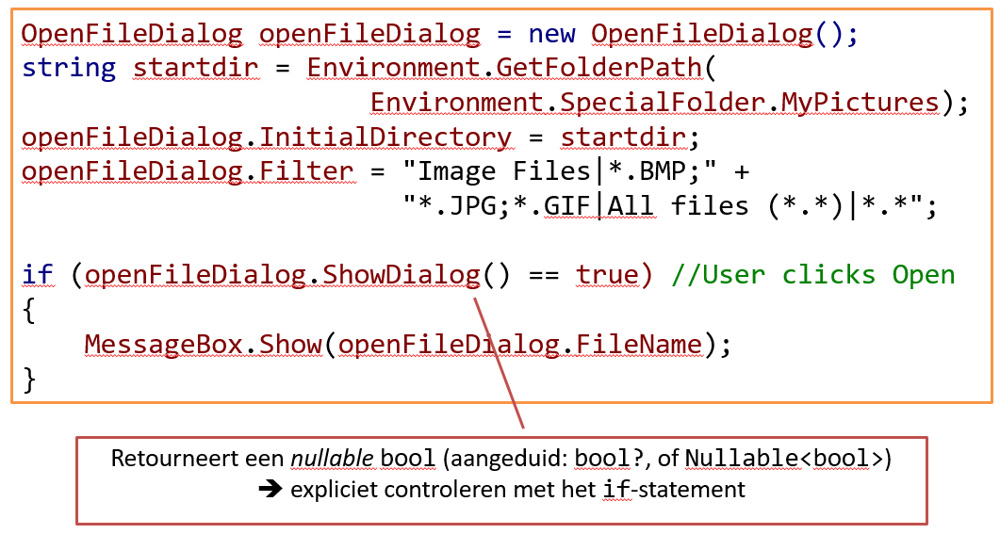 OpenFileDialog openFileDialog = new OpenFileDialog();
string startdir = Environment.GetFolderPath(
Environment.SpecialFolder.MyPictures);
openFileDialog.InitialDirectory = startdir;
openFileDialog.Filter = "Image Files|*.BMP;" +
"*.JPG;*.GIF|All files (*.*)|*.*";
if (openFileDialog.ShowDialog() == true) //User clicks Open
{
MessageBox.Show(openFileDialog.FileName);
}
Retourneert een nullable bool (aangeduid: bool?, of Nullable<bool>)
➔ expliciet controleren met het if-statement